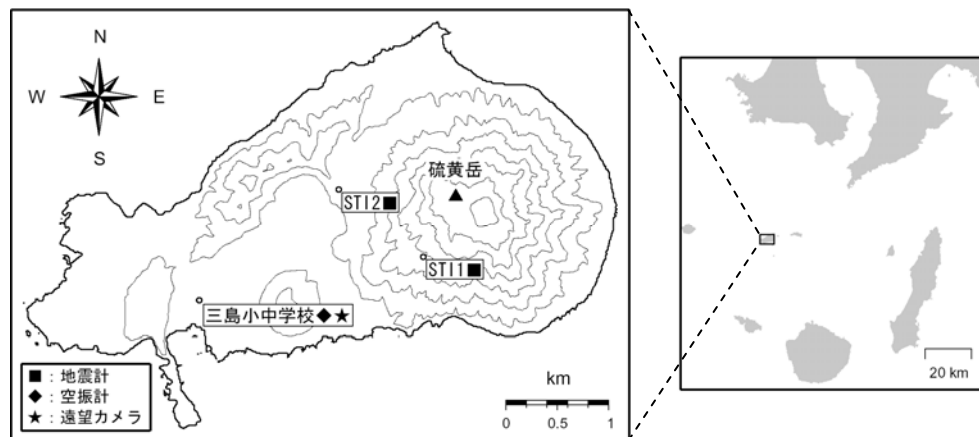 N
W E
S
硫黄岳
STI2■
STI1■
三島小中学校◆★
■：地震計
◆：空振計
★：遠望カメラ
km
0 0.5 1
20 km